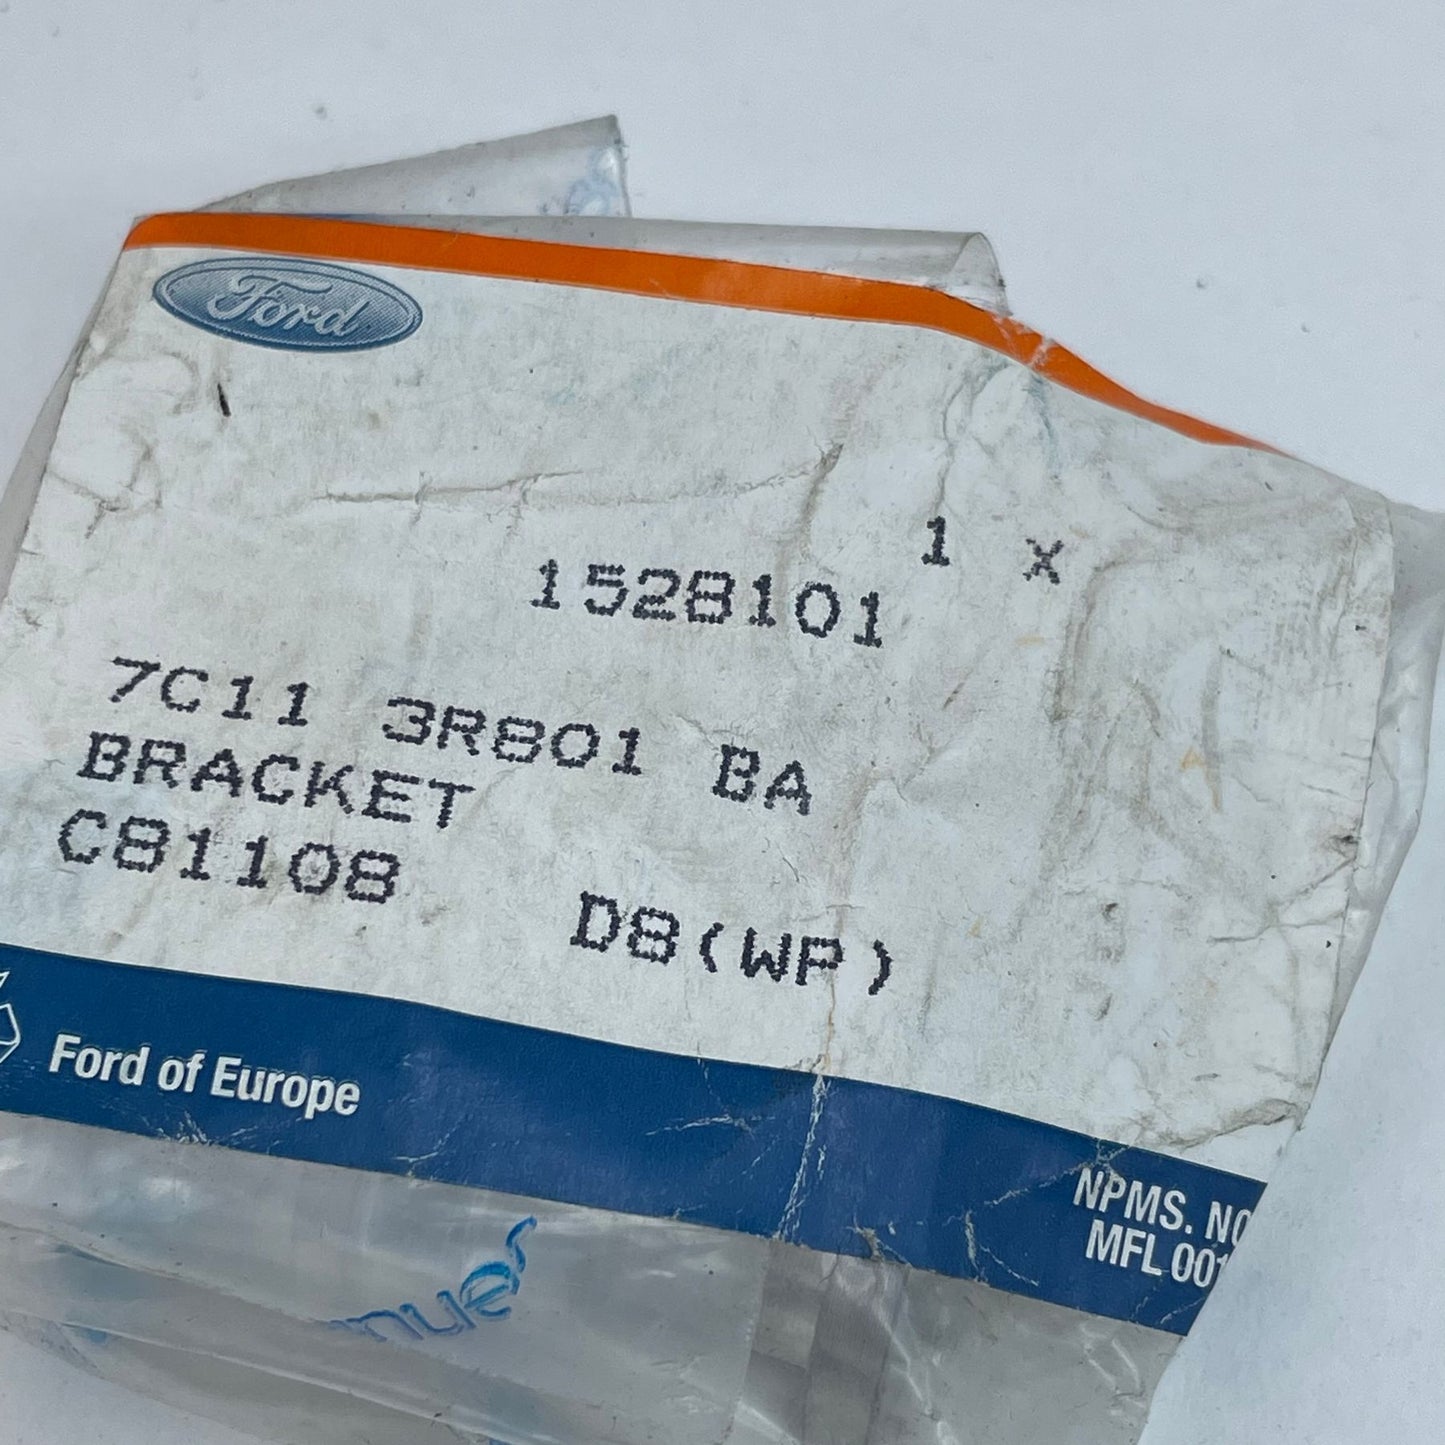 Ford
1 X
1528101
7C11 3R801 BA
BRACKET
C81108 D8(WP)
Ford of Europe
NPMS. NO
MFL 001